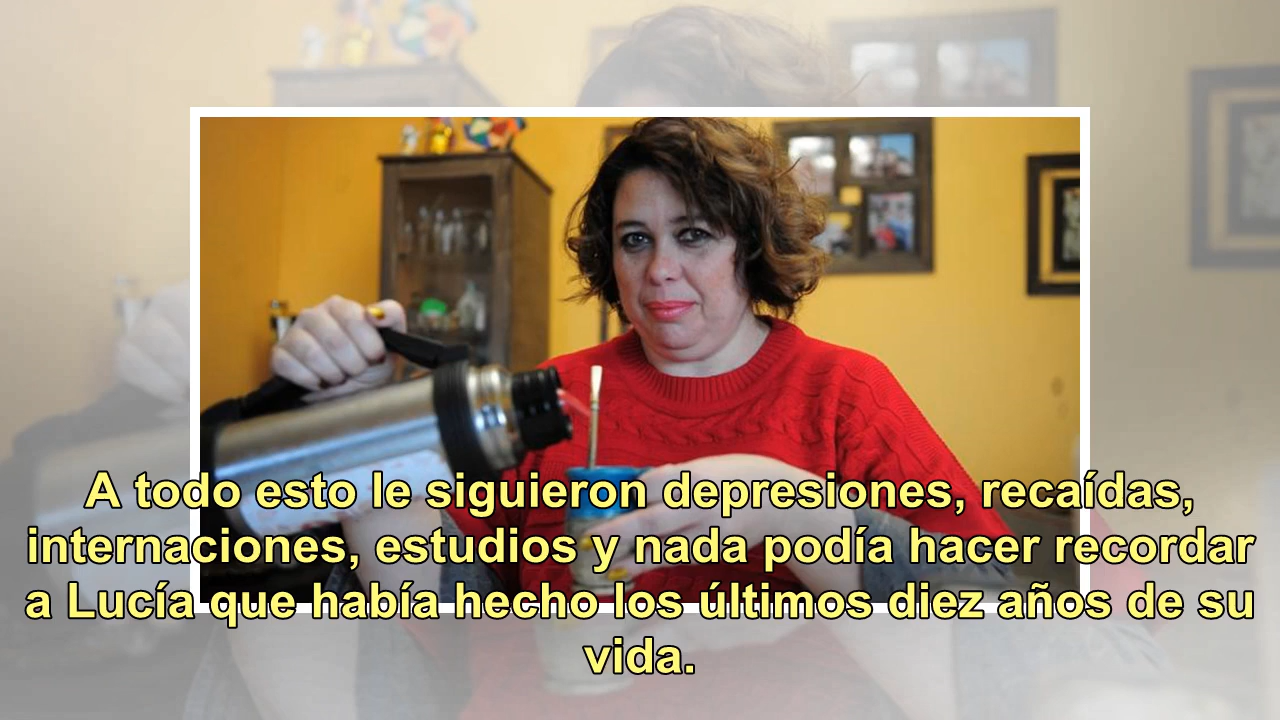 A todo esto le siguieron depresiones, recaídas,
internaciones, estudios y nada podía hacer recordar
a Lucía que había hecho los últimos diez años de su
vida.